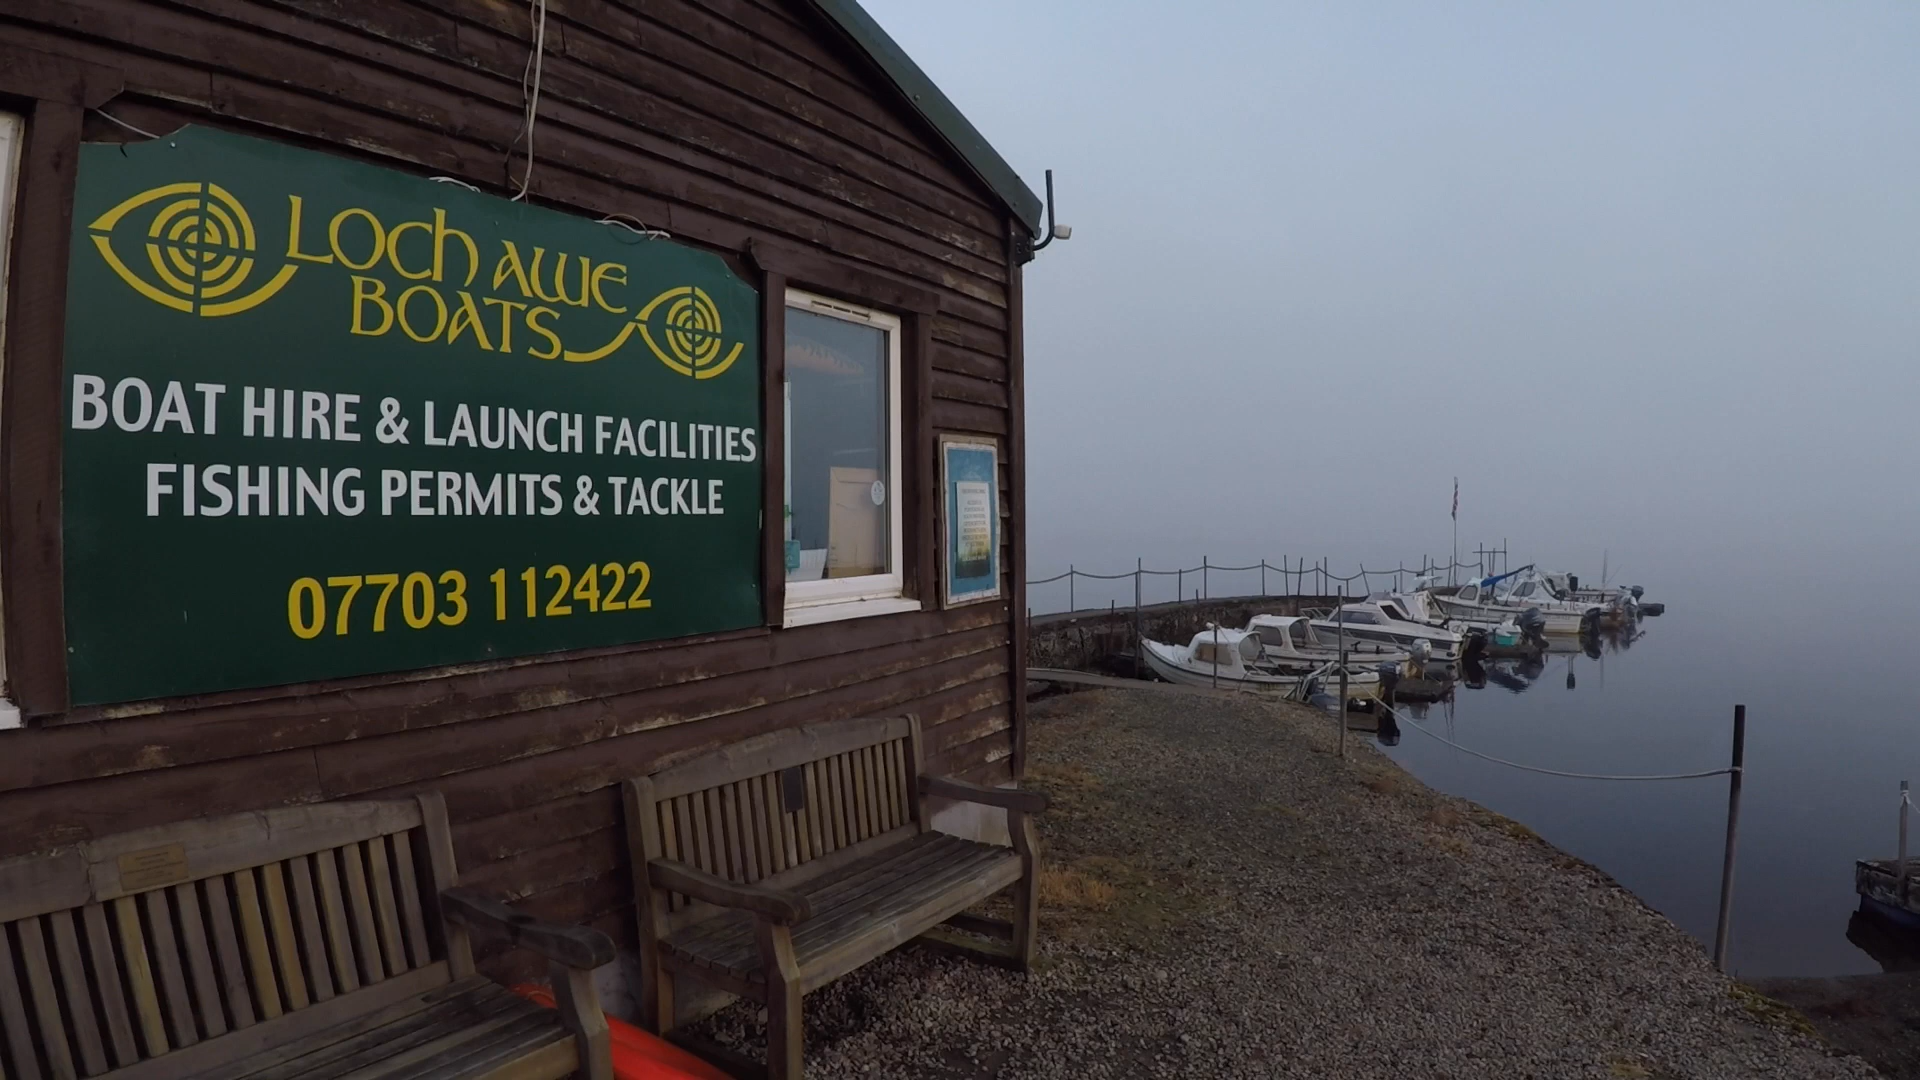 LOCH AWE
BOATS
BOAT HIRE & LAUNCH FACILITIES
FISHING PERMITS & TACKLE
07703 112422